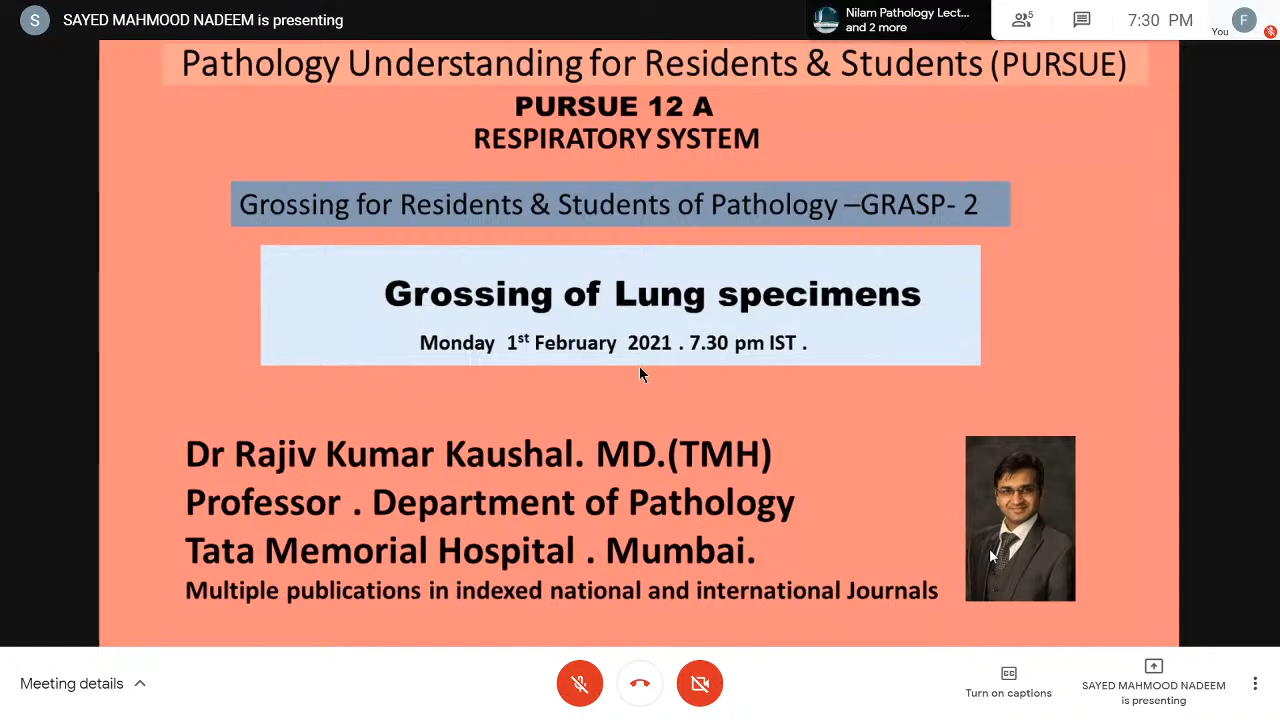 S SAYED MAHMOOD NADEEM is presenting
Nilam Pathology Lect...
and 2 more
5
7:30 PM
You
F
Pathology Understanding for Residents & Students (PURSUE)
PURSUE 12 A
RESPIRATORY SYSTEM
Grossing for Residents & Students of Pathology –GRASP- 2
Grossing of Lung specimens
Monday 1st February 2021 . 7.30 pm IST .
Dr Rajiv Kumar Kaushal. MD.(TMH)
Professor . Department of Pathology
Tata Memorial Hospital . Mumbai.
Multiple publications in indexed national and international Journals
Meeting details
CC
Turn on captions
SAYED MAHMOOD NADEEM
is presenting